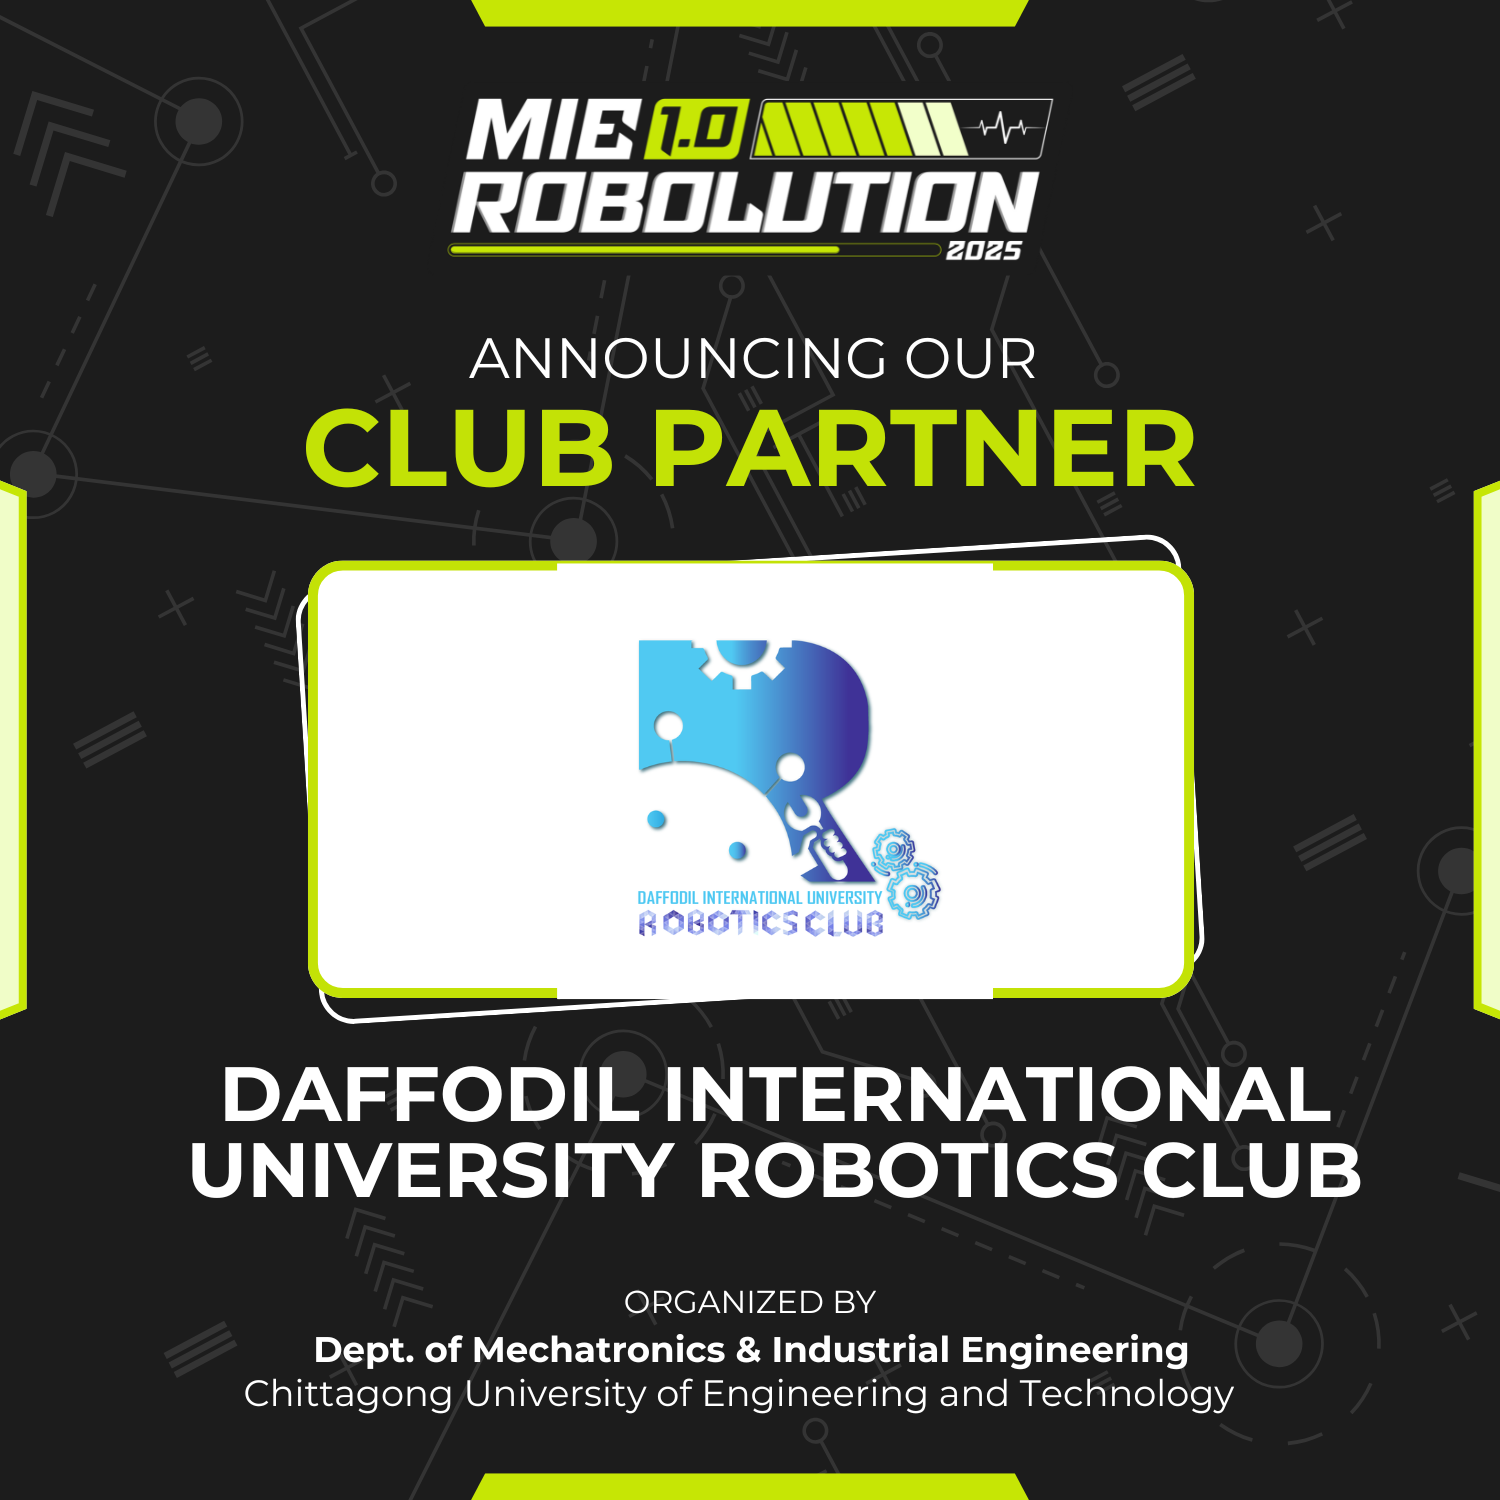 MIE 1.0
ROBOLUTION
2025
ANNOUNCING OUR
CLUB PARTNER
R
DAFFODIL INTERNATIONAL UNIVERSITY
ROBOTICS CLUB
DAFFODIL INTERNATIONAL
UNIVERSITY ROBOTICS CLUB
ORGANIZED BY
Dept. of Mechatronics & Industrial Engineering
Chittagong University of Engineering and Technology